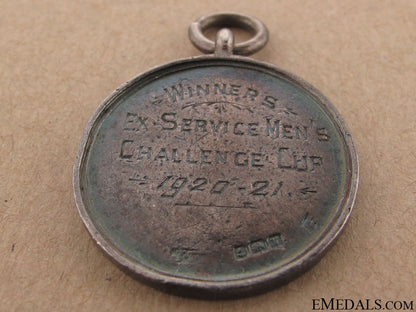 WINNERS
EX-SERVICE MEN'S
CHALLENGE CUP
1920-21.
EMEDALS.COM